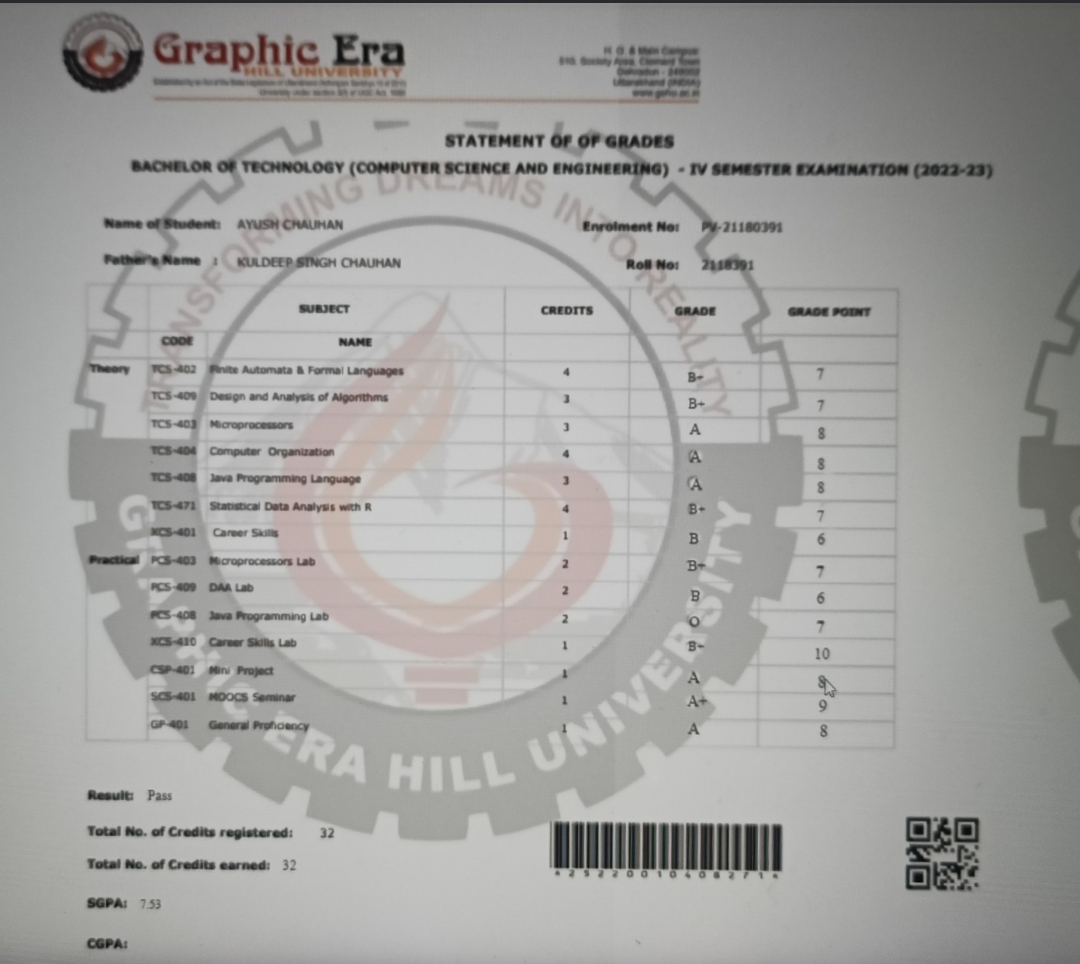 Graphic Era
HILL UNIVERSITY
STATEMENT OF OF GRADES
BACHELOR OF TECHNOLOGY (COMPUTER SCIENCE AND ENGINEERING) - IV SEMESTER EXAMINATION (2022-23)
Name of Student: AYUSH CHAUHAN Enrolment No: PV-21180391
Father's Name : KULDEEP SINGH CHAUHAN Roll No: 2118391
SUBJECT CREDITS GRADE GRADE POINT
CODE NAME
Theory TCS-402 Finite Automata & Formal Languages 4 B+ 7
TCS-409 Design and Analysis of Algorithms 3 B+ 7
TCS-403 Microprocessors 3 A 8
TCS-404 Computer Organization 4 A 8
TCS-408 Java Programming Language 3 A 8
TCS-471 Statistical Data Analysis with R 4 B+ 7
XCS-401 Career Skills 1 B 6
Practical PCS-403 Microprocessors Lab 2 B+ 7
PCS-409 DAA Lab 2 B 6
PCS-408 Java Programming Lab 2 O 7
XCS-410 Career Skills Lab 1 B+ 10
CSP-401 Mini Project 1 A 8
SCS-401 MOOCS Seminar 1 A+ 9
GP-401 General Proficiency 1 A 8
Result: Pass
Total No. of Credits registered: 32
Total No. of Credits earned: 32
SGPA: 7.53
CGPA:
TRANSFORMING DREAMS INTO REALITY
GRAPHIC ERA HILL UNIVERSITY